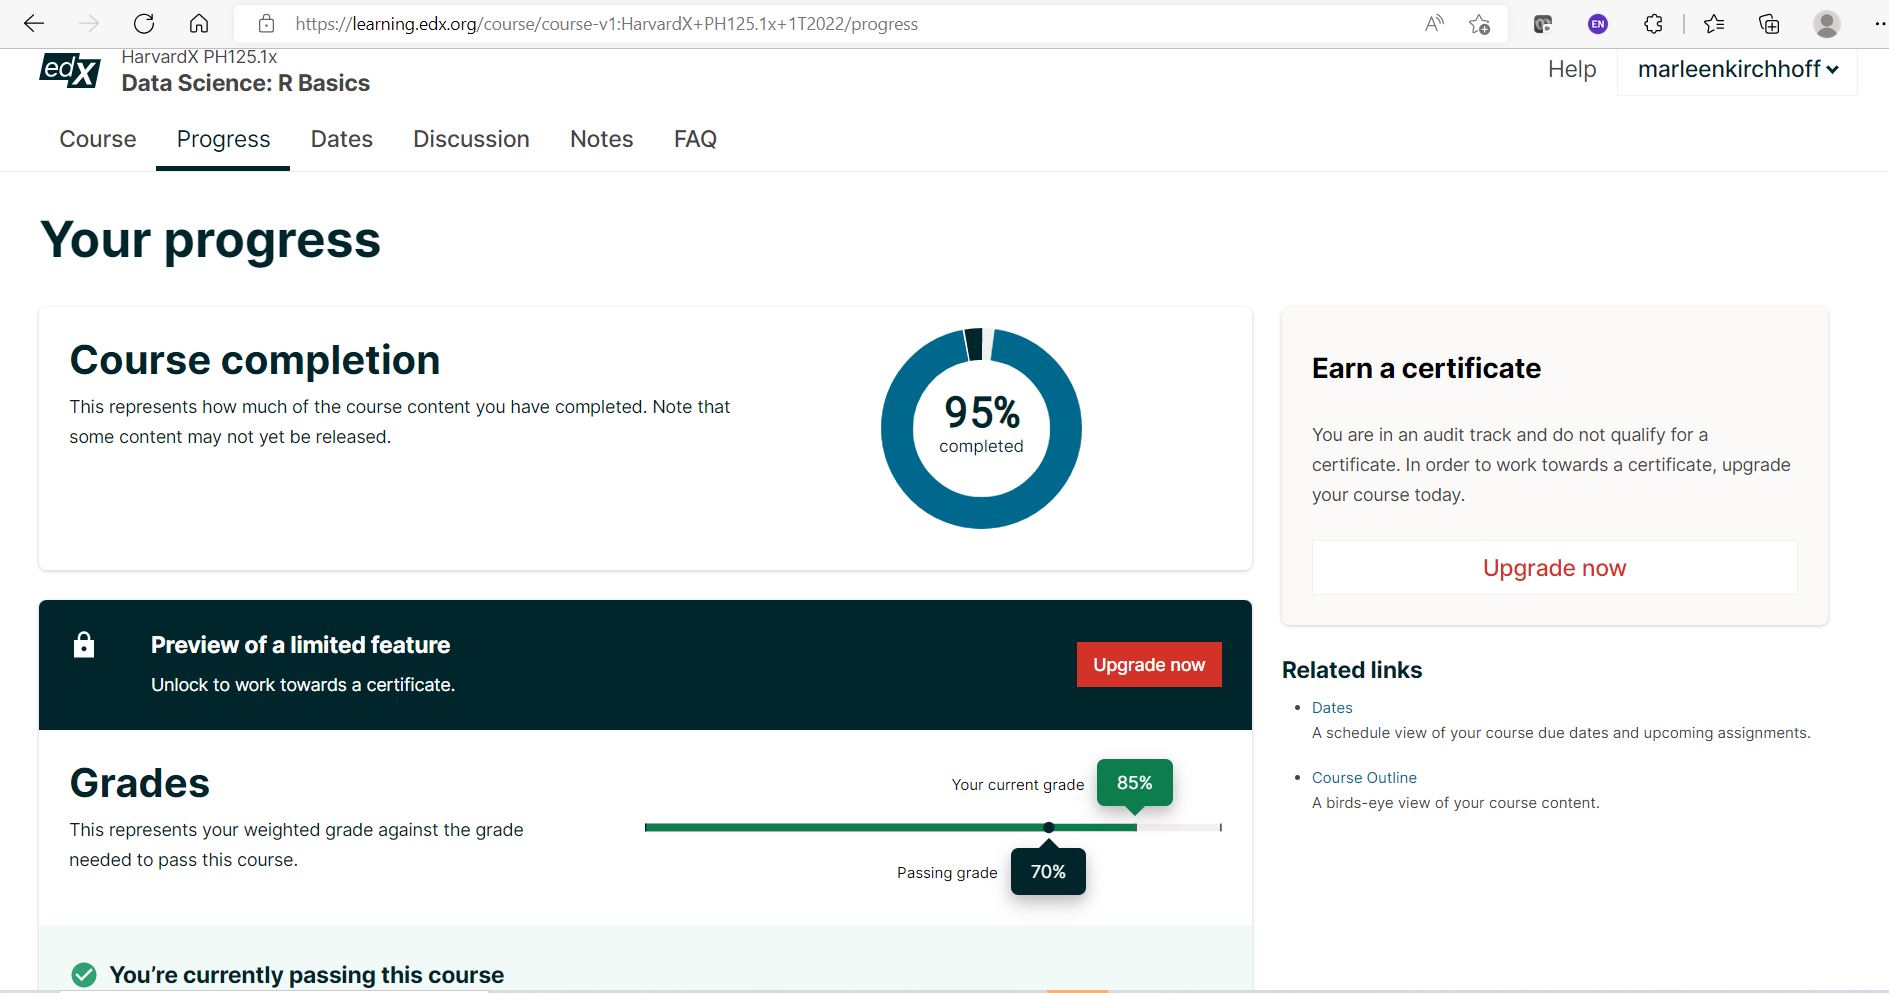 https://learning.edx.org/course/course-v1:HarvardX+PH125.1x+1T2022/progress
EN
edX
HarvardX PH125.1x
Data Science: R Basics
Help
marleenkirchhoff
Course
Progress
Dates
Discussion
Notes
FAQ
Your progress
Course completion
This represents how much of the course content you have completed. Note that
some content may not yet be released.
95%
completed
Earn a certificate
You are in an audit track and do not qualify for a
certificate. In order to work towards a certificate, upgrade
your course today.
Upgrade now
Preview of a limited feature
Unlock to work towards a certificate.
Upgrade now
Related links
Dates
A schedule view of your course due dates and upcoming assignments.
Course Outline
A birds-eye view of your course content.
Grades
This represents your weighted grade against the grade
needed to pass this course.
Your current grade
85%
Passing grade
70%
You’re currently passing this course